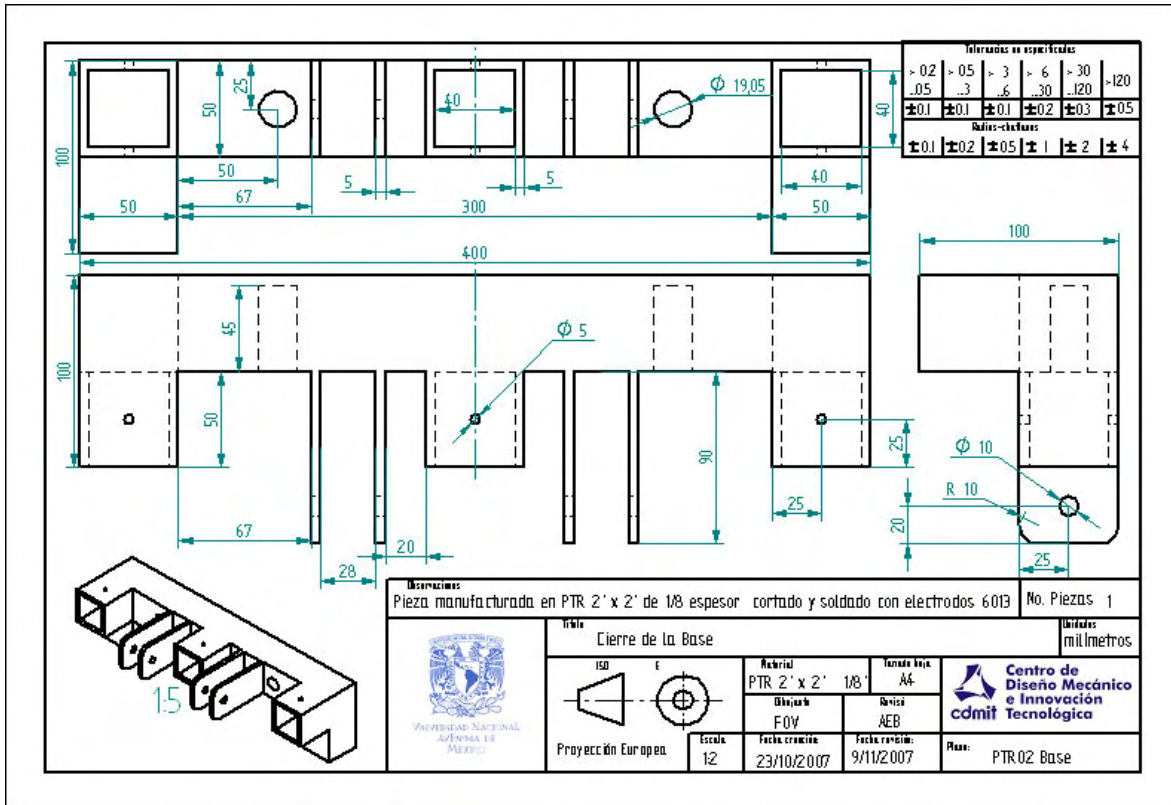 Tolerancias no especificadas
> 0.2 > 0.5 > 3 > 6 > 30 >120
..05 ..3 ..6 ..30 ..120
±0.1 ±0.1 ±0.1 ±0.2 ±0.3 ±0.5
Radios-chaflanes
±0.1 ±0.2 ±0.5 ±1 ±2 ±4
25
50
40
Ø 19,05
40
100
50
67
5
5
40
50
300
50
400
100
100
45
Ø 5
50
90
25
Ø 10
R 10
20
25
25
67
20
28
1:5
Observaciones
Pieza manufacturada en PTR 2' x 2' de 1/8 espesor cortado y soldado con electrodos 6013
No. Piezas 1
Título
Cierre de la Base
Unidades
milímetros
UNIVERSIDAD NACIONAL
AVTNMA DE
MEXICO
ISO E
Proyección Europea
Escala
1:2
Material
PTR 2' x 2' 1/8'
Tamaño hoja
A4
Dibujante
FOV
Revisó
AEB
Fecha creación:
23/10/2007
Fecha revisión:
9/11/2007
cdmit
Centro de
Diseño Mecánico
e Innovación
Tecnológica
Plano:
PTR02 Base